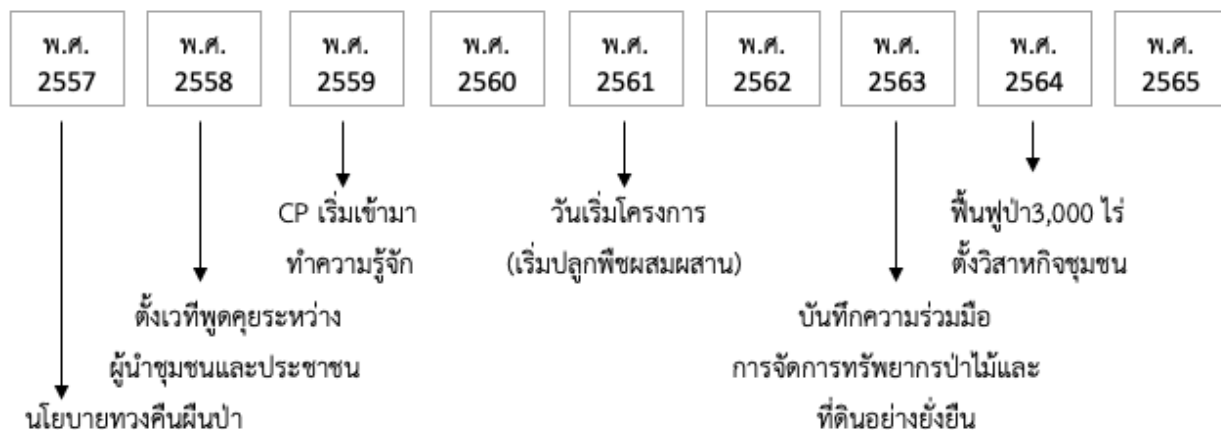 พ.ศ.
2557
พ.ศ.
2558
พ.ศ.
2559
พ.ศ.
2560
พ.ศ.
2561
พ.ศ.
2562
พ.ศ.
2563
พ.ศ.
2564
พ.ศ.
2565
CP เริ่มเข้ามา
ทำความรู้จัก
วันเริ่มโครงการ
(เริ่มปลูกพืชผสมผสาน)
ฟื้นฟูป่า3,000 ไร่
ตั้งวิสาหกิจชุมชน
ตั้งเวทีพูดคุยระหว่าง
ผู้นำชุมชนและประชาชน
บันทึกความร่วมมือ
การจัดการทรัพยากรป่าไม้และ
ที่ดินอย่างยั่งยืน
นโยบายทวงคืนผืนป่า